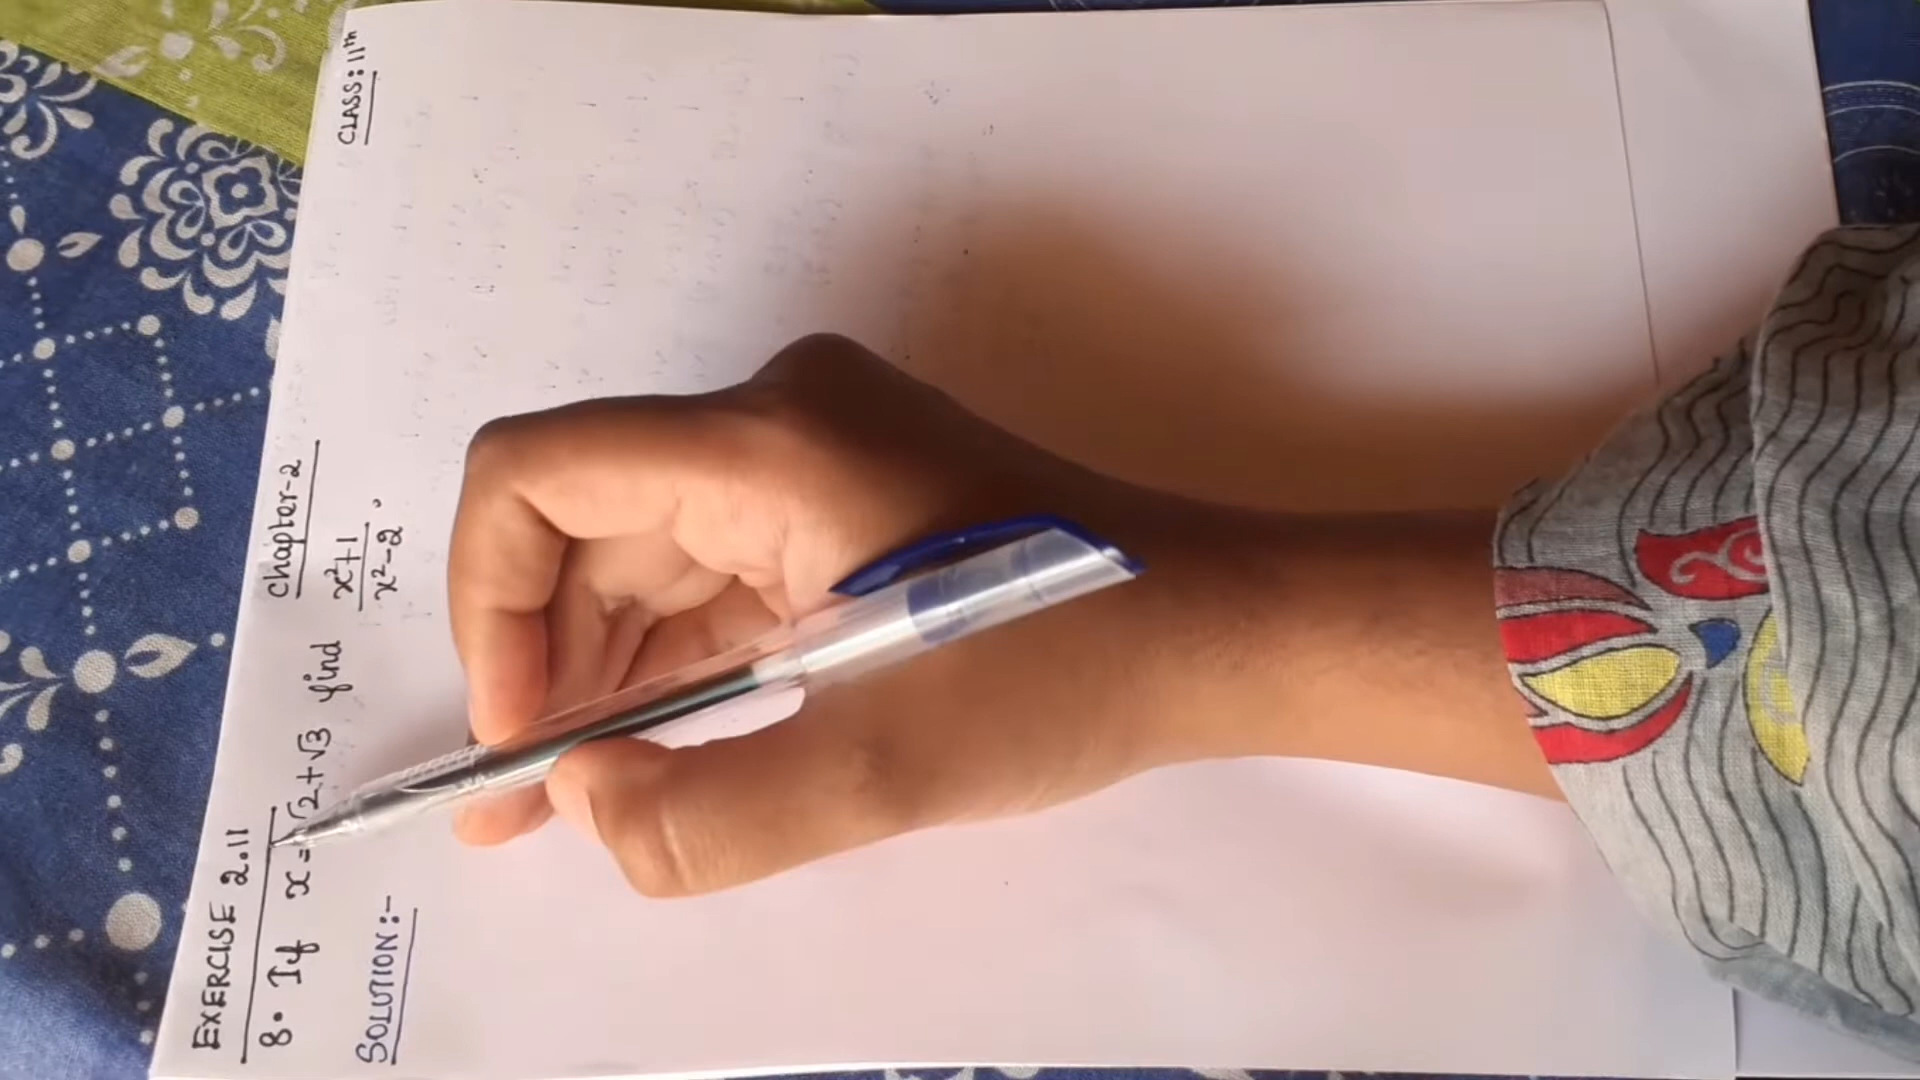 CLASS: 11th
EXERCISE 2.11 Chapter-2
8. If x = √2 + √3 find x²+1 / x²-2 .
SOLUTION:-